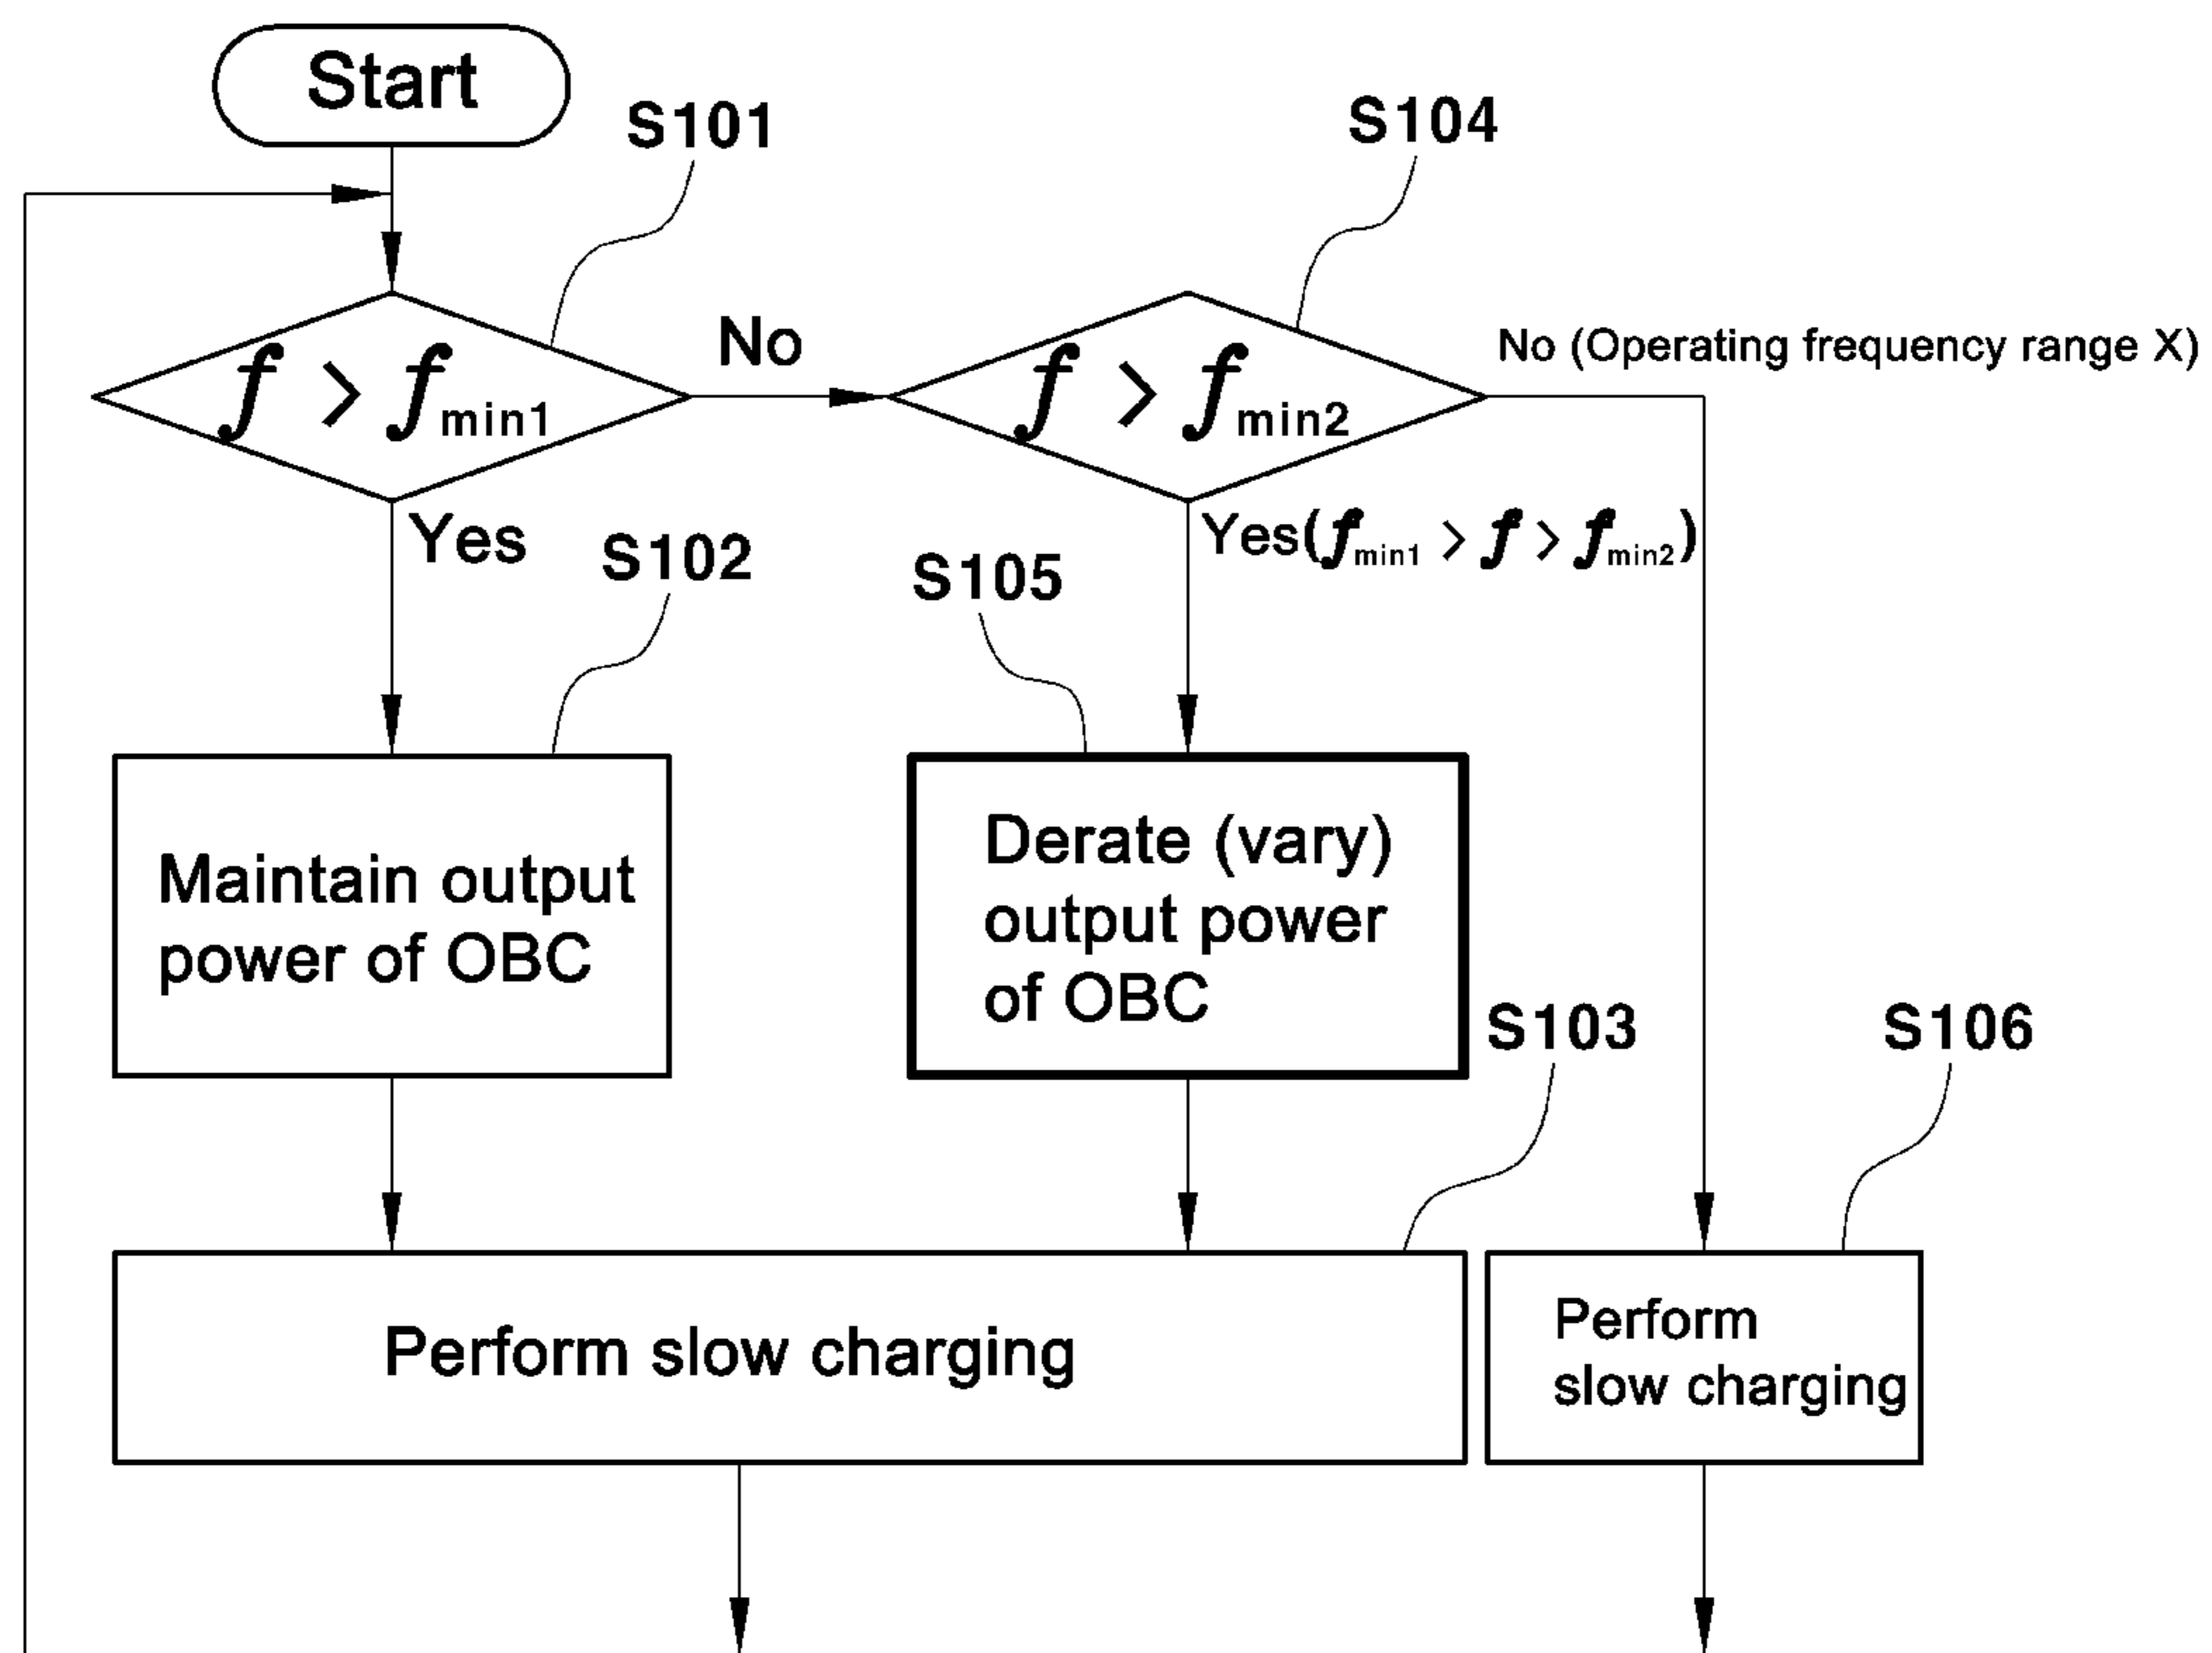 Start
S101
S104
f > fmin1
No
f > fmin2
No (Operating frequency range X)
Yes
Yes(fmin1 > f > fmin2)
S102
S105
Maintain output
power of OBC
Derate (vary)
output power
of OBC
S103
S106
Perform slow charging
Perform
slow charging